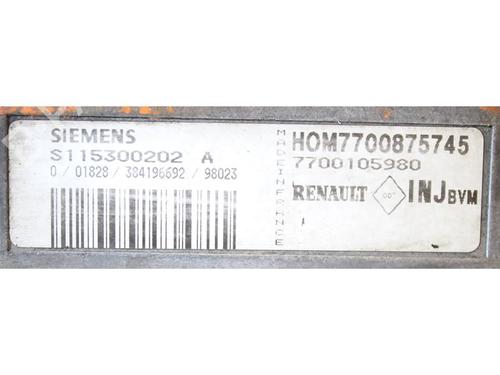 SIEMENS
S115300202 A
0 / 01828 / 384196692 / 98023
MADE IN FRANCE
HOM7700875745
7700105980
RENAULT INJ BVM